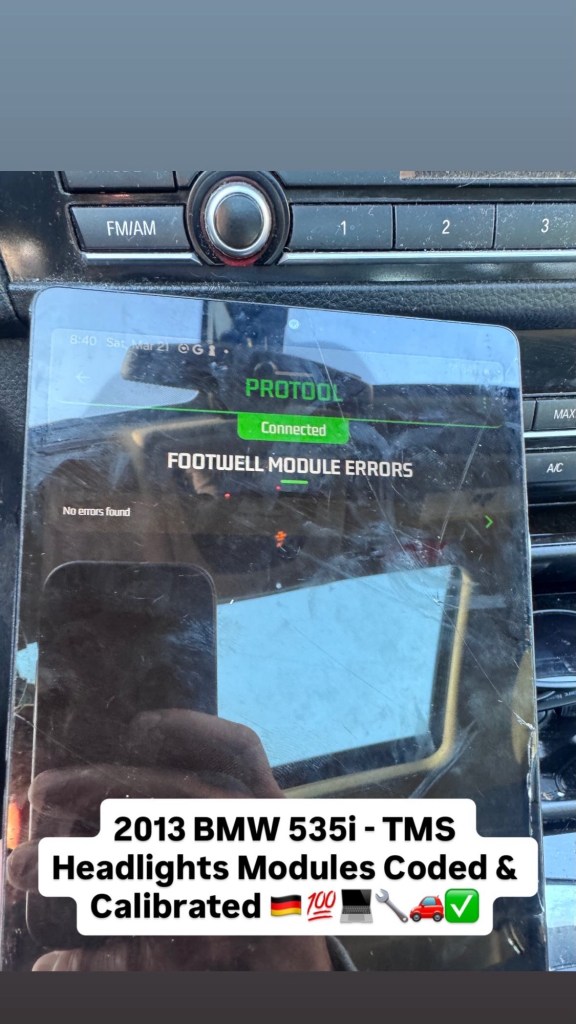 FM/AM
1
2
3
8:40 Sat, Mar 21
PROTOOL
Connected
MAX
A/C
FOOTWELL MODULE ERRORS
No errors found
2013 BMW 535i - TMS
Headlights Modules Coded &
Calibrated 🇩🇪💯💻🔧🚗✅